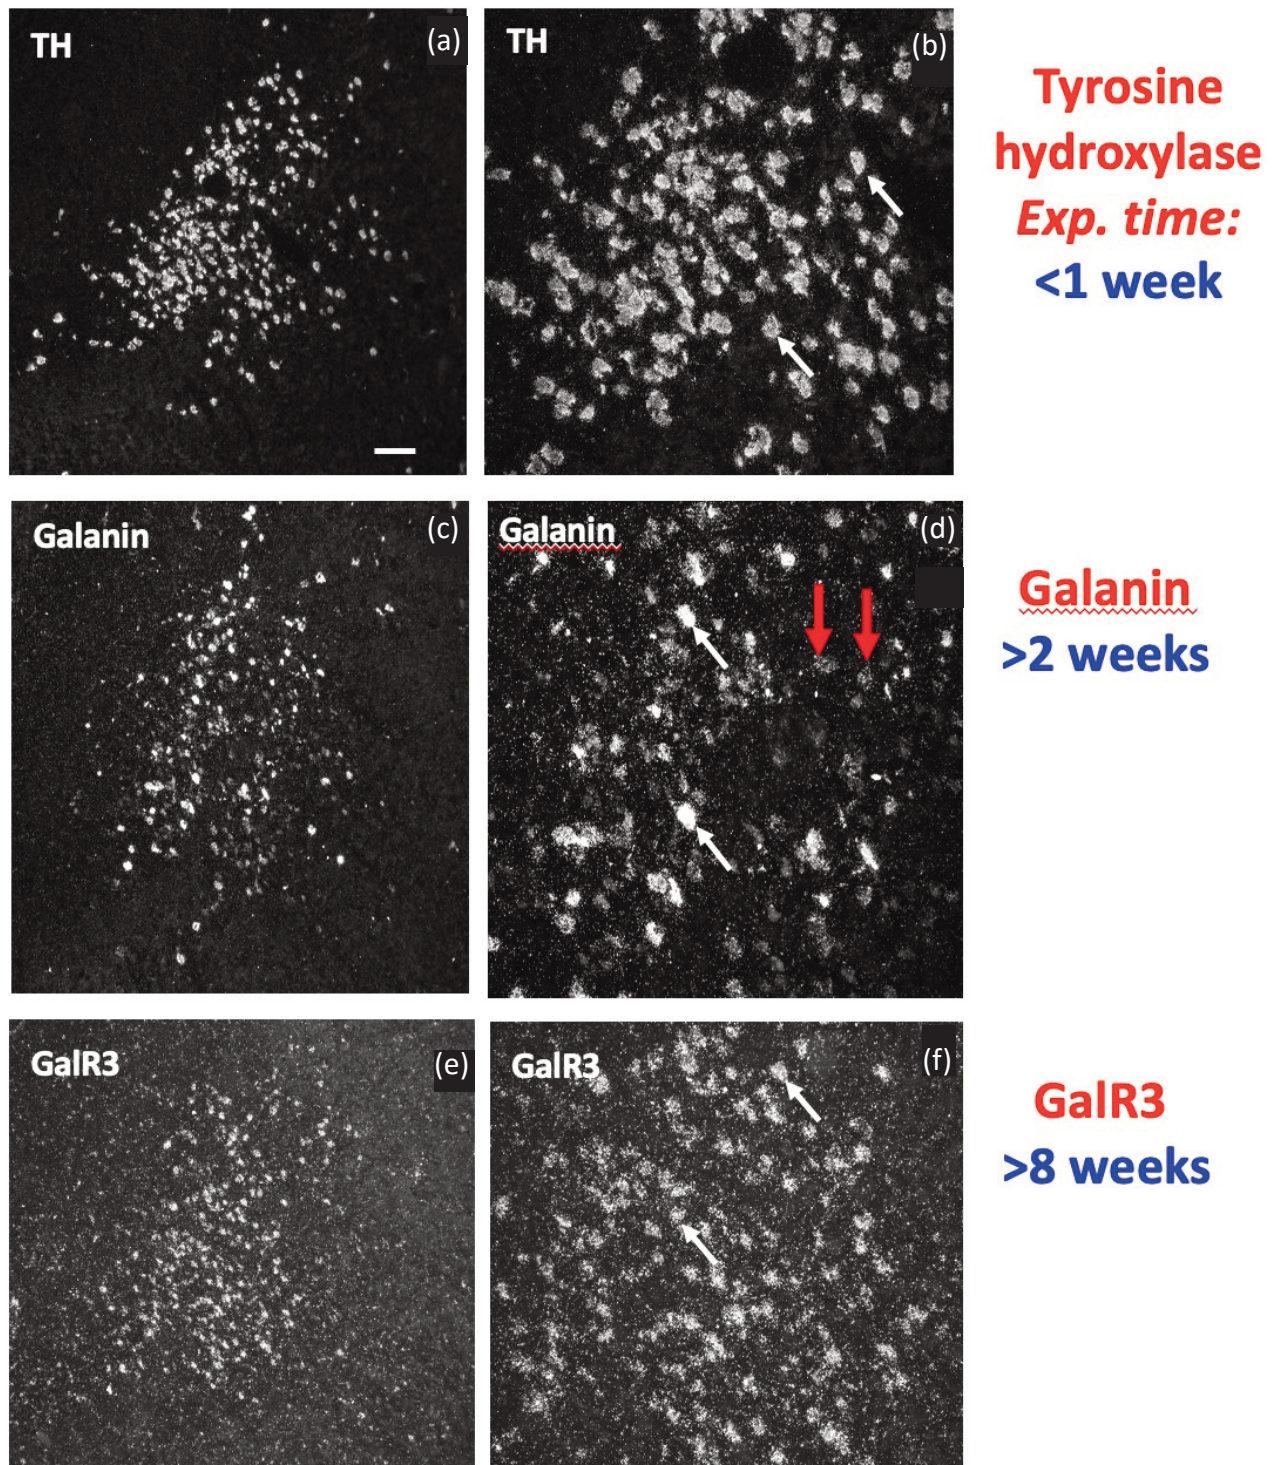 TH
(a)
TH
(b)
Tyrosine
hydroxylase
Exp. time:
<1 week
Galanin
(c)
Galanin
(d)
Galanin
>2 weeks
GalR3
(e)
GalR3
(f)
GalR3
>8 weeks